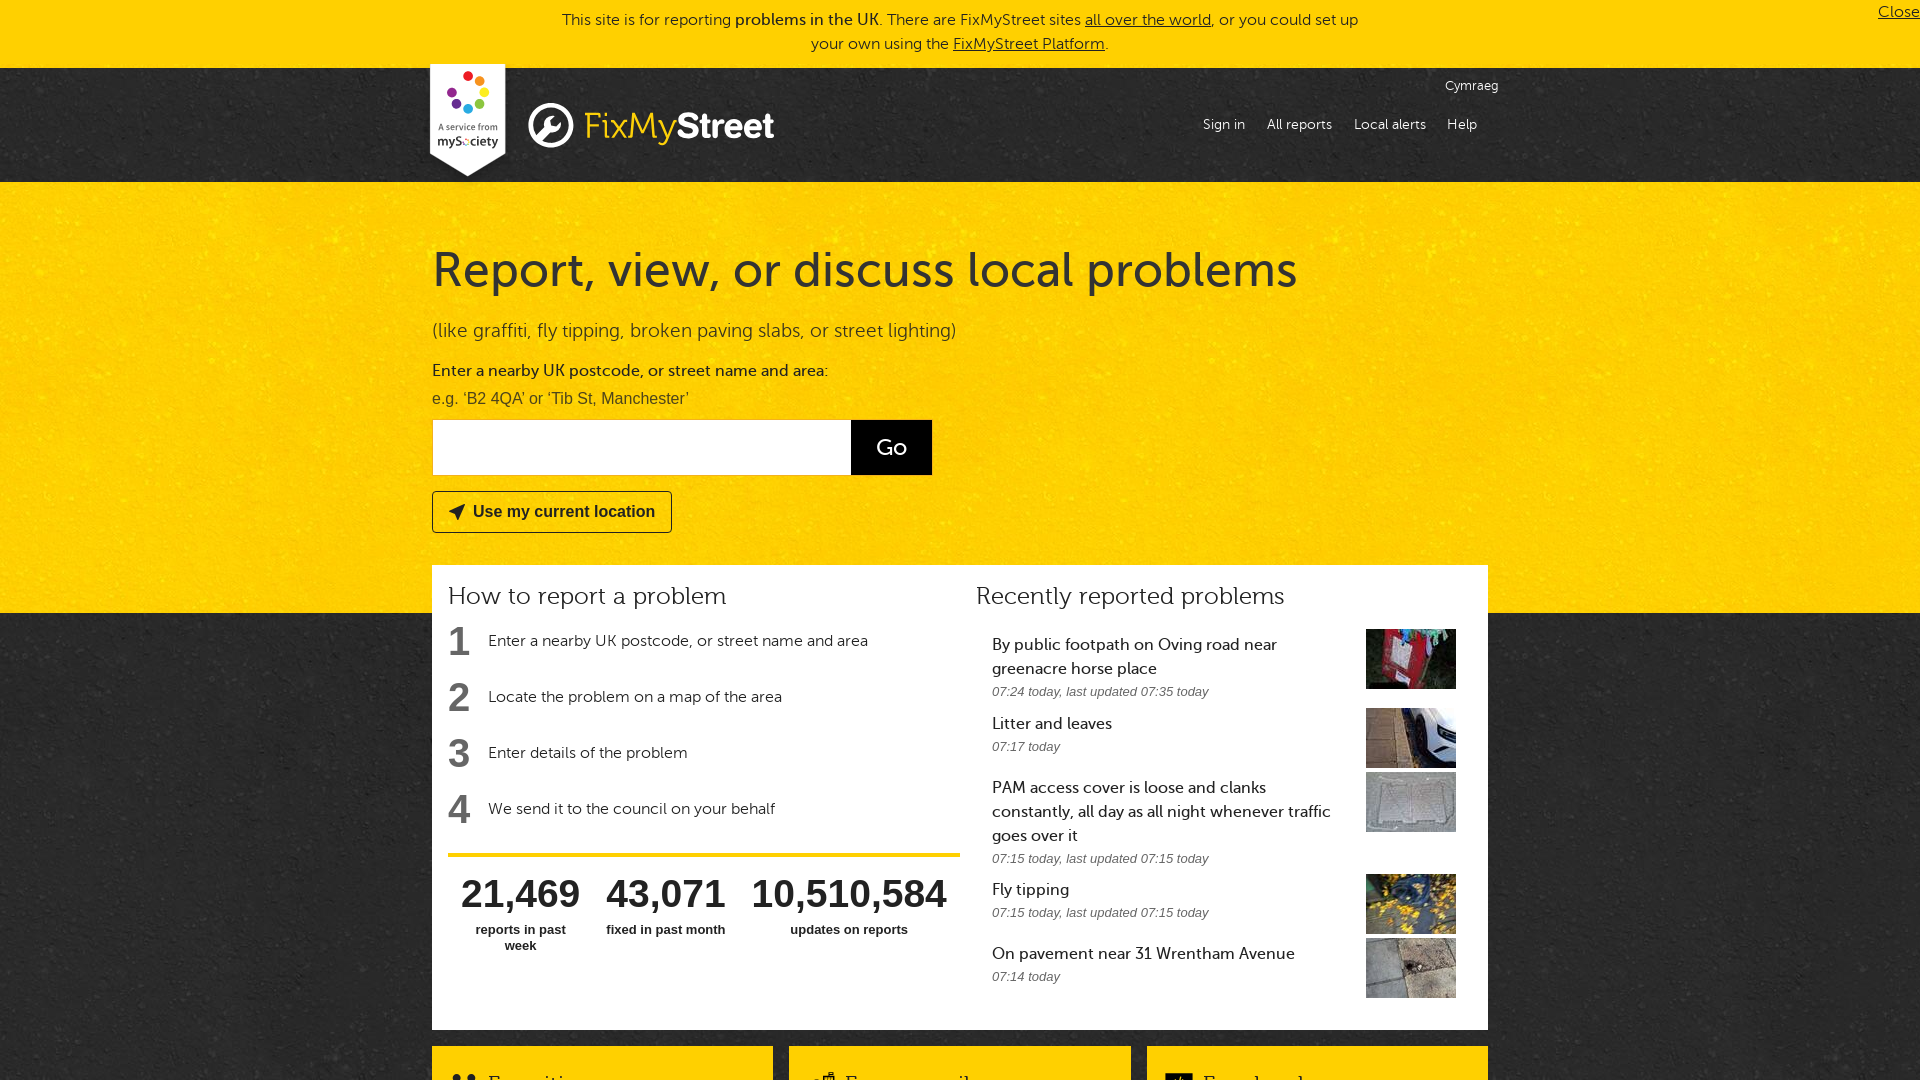 This site is for reporting problems in the UK. There are FixMyStreet sites all over the world, or you could set up
your own using the FixMyStreet Platform.
Close
A service from
mySociety
FixMyStreet
Cymraeg
Sign in
All reports
Local alerts
Help
Report, view, or discuss local problems
(like graffiti, fly tipping, broken paving slabs, or street lighting)
Enter a nearby UK postcode, or street name and area:
e.g. ‘B2 4QA’ or ‘Tib St, Manchester’
Go
Use my current location
How to report a problem
1 Enter a nearby UK postcode, or street name and area
2 Locate the problem on a map of the area
3 Enter details of the problem
4 We send it to the council on your behalf
21,469
reports in past
week
43,071
fixed in past month
10,510,584
updates on reports
Recently reported problems
By public footpath on Oving road near
greenacre horse place
07:24 today, last updated 07:35 today
Litter and leaves
07:17 today
PAM access cover is loose and clanks
constantly, all day as all night whenever traffic
goes over it
07:15 today, last updated 07:15 today
Fly tipping
07:15 today, last updated 07:15 today
On pavement near 31 Wrentham Avenue
07:14 today